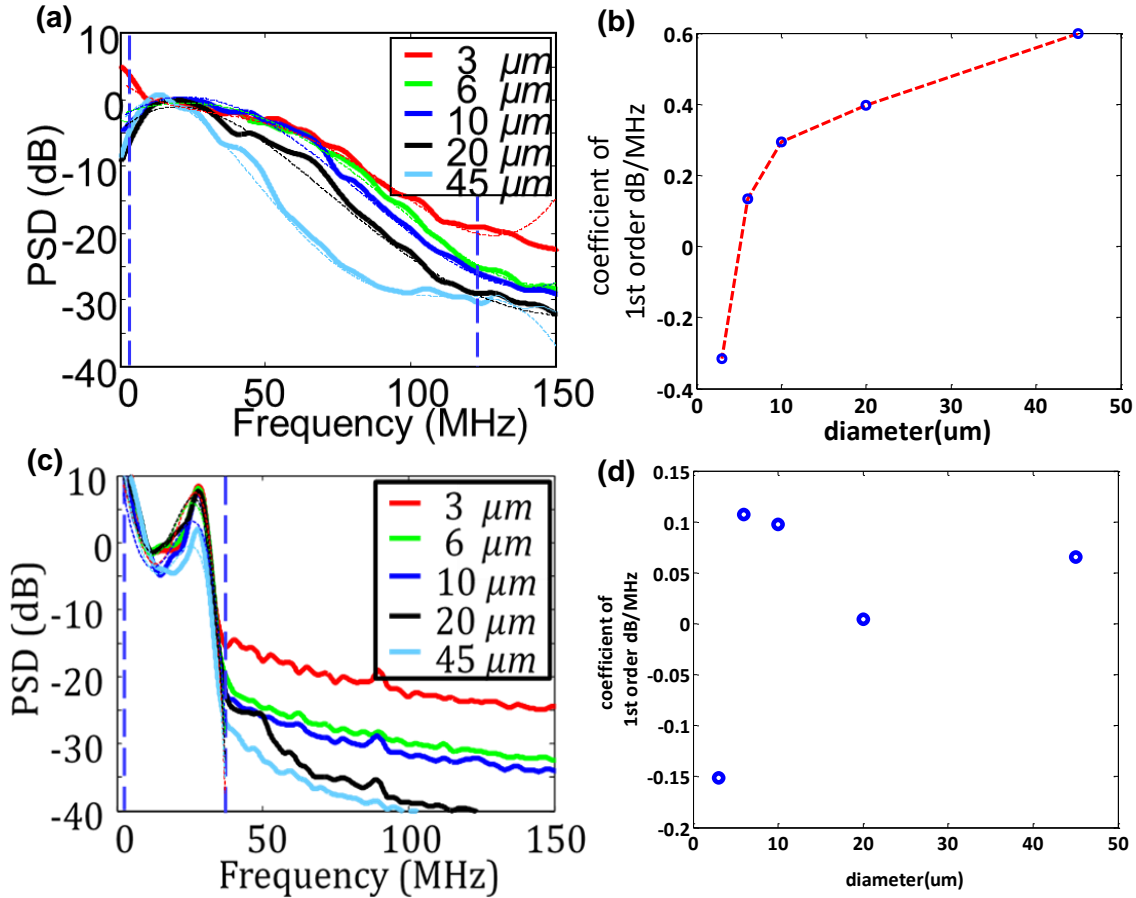 (a)
10
0
-10
-20
-30
-40
PSD (dB)
0 50 100 150
Frequency (MHz)
3 μm
6 μm
10 μm
20 μm
45 μm
(b)
0.6
0.4
0.2
0
-0.2
-0.4
coefficient of
1st order dB/MHz
0 10 20 30 40 50
diameter(um)
(c)
10
0
-10
-20
-30
-40
PSD (dB)
0 50 100 150
Frequency (MHz)
3 μm
6 μm
10 μm
20 μm
45 μm
(d)
0.15
0.1
0.05
0
-0.05
-0.1
-0.15
-0.2
coefficient of
1st order dB/MHz
0 10 20 30 40 50
diameter(um)